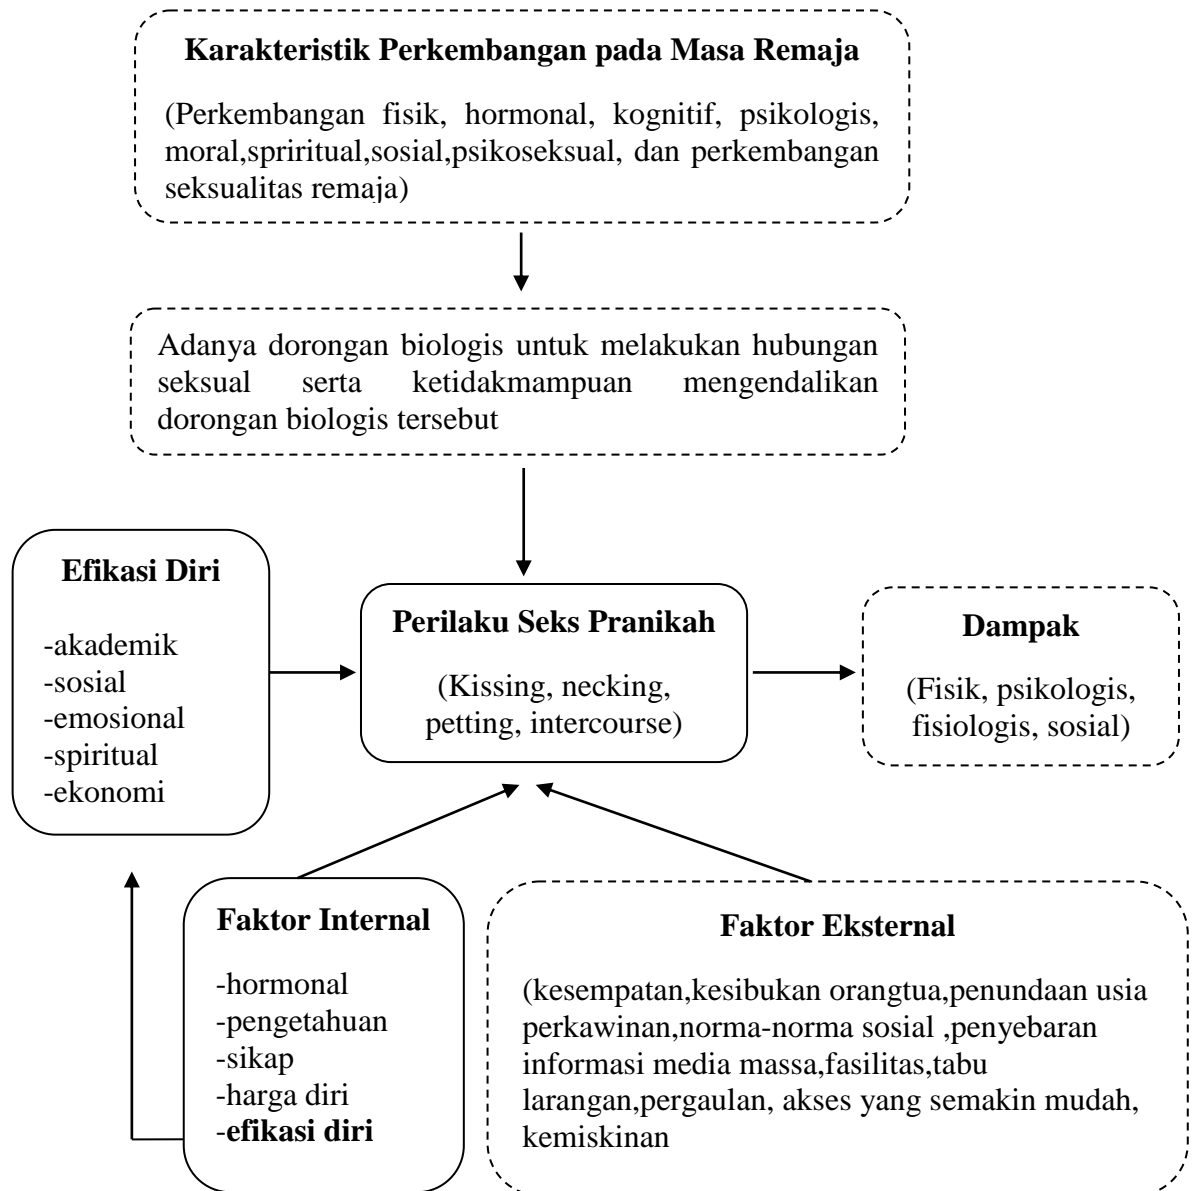 Karakteristik Perkembangan pada Masa Remaja
(Perkembangan fisik, hormonal, kognitif, psikologis,
moral,spriritual,sosial,psikoseksual, dan perkembangan
seksualitas remaja)
Adanya dorongan biologis untuk melakukan hubungan
seksual serta ketidakmampuan mengendalikan
dorongan biologis tersebut
Efikasi Diri
-akademik
-sosial
-emosional
-spiritual
-ekonomi
Perilaku Seks Pranikah
(Kissing, necking,
petting, intercourse)
Dampak
(Fisik, psikologis,
fisiologis, sosial)
Faktor Internal
-hormonal
-pengetahuan
-sikap
-harga diri
-efikasi diri
Faktor Eksternal
(kesempatan,kesibukan orangtua,penundaan usia
perkawinan,norma-norma sosial ,penyebaran
informasi media massa,fasilitas,tabu
larangan,pergaulan, akses yang semakin mudah,
kemiskinan